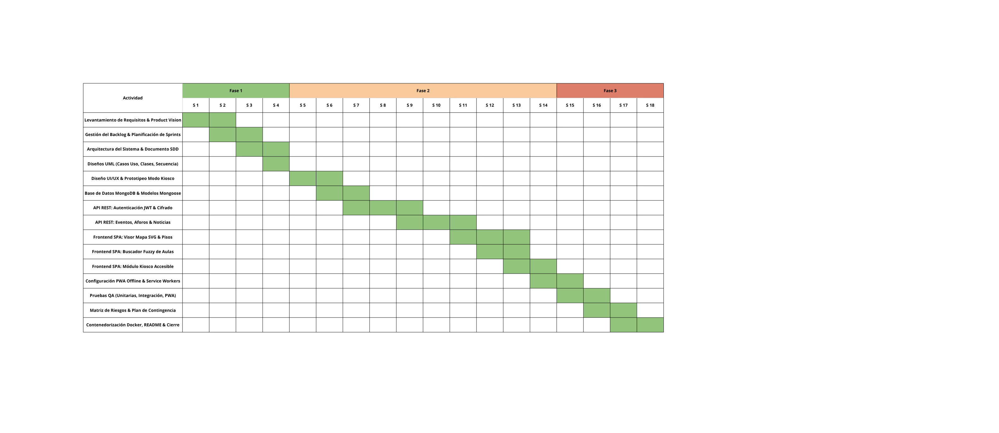 Actividad
Fase 1
Fase 2
Fase 3
S 1
S 2
S 3
S 4
S 5
S 6
S 7
S 8
S 9
S 10
S 11
S 12
S 13
S 14
S 15
S 16
S 17
S 18
Levantamiento de Requisitos & Product Vision
Gestión del Backlog & Planificación de Sprints
Arquitectura del Sistema & Documento SDD
Diseños UML (Casos Uso, Clases, Secuencia)
Diseño UI/UX & Prototipeo Modo Kiosco
Base de Datos MongoDB & Modelos Mongoose
API REST: Autenticación JWT & Cifrado
API REST: Eventos, Aforos & Noticias
Frontend SPA: Visor Mapa SVG & Pisos
Frontend SPA: Buscador Fuzzy de Aulas
Frontend SPA: Módulo Kiosco Accesible
Configuración PWA Offline & Service Workers
Pruebas QA (Unitarias, Integración, PWA)
Matriz de Riesgos & Plan de Contingencia
Contenedorización Docker, README & Cierre